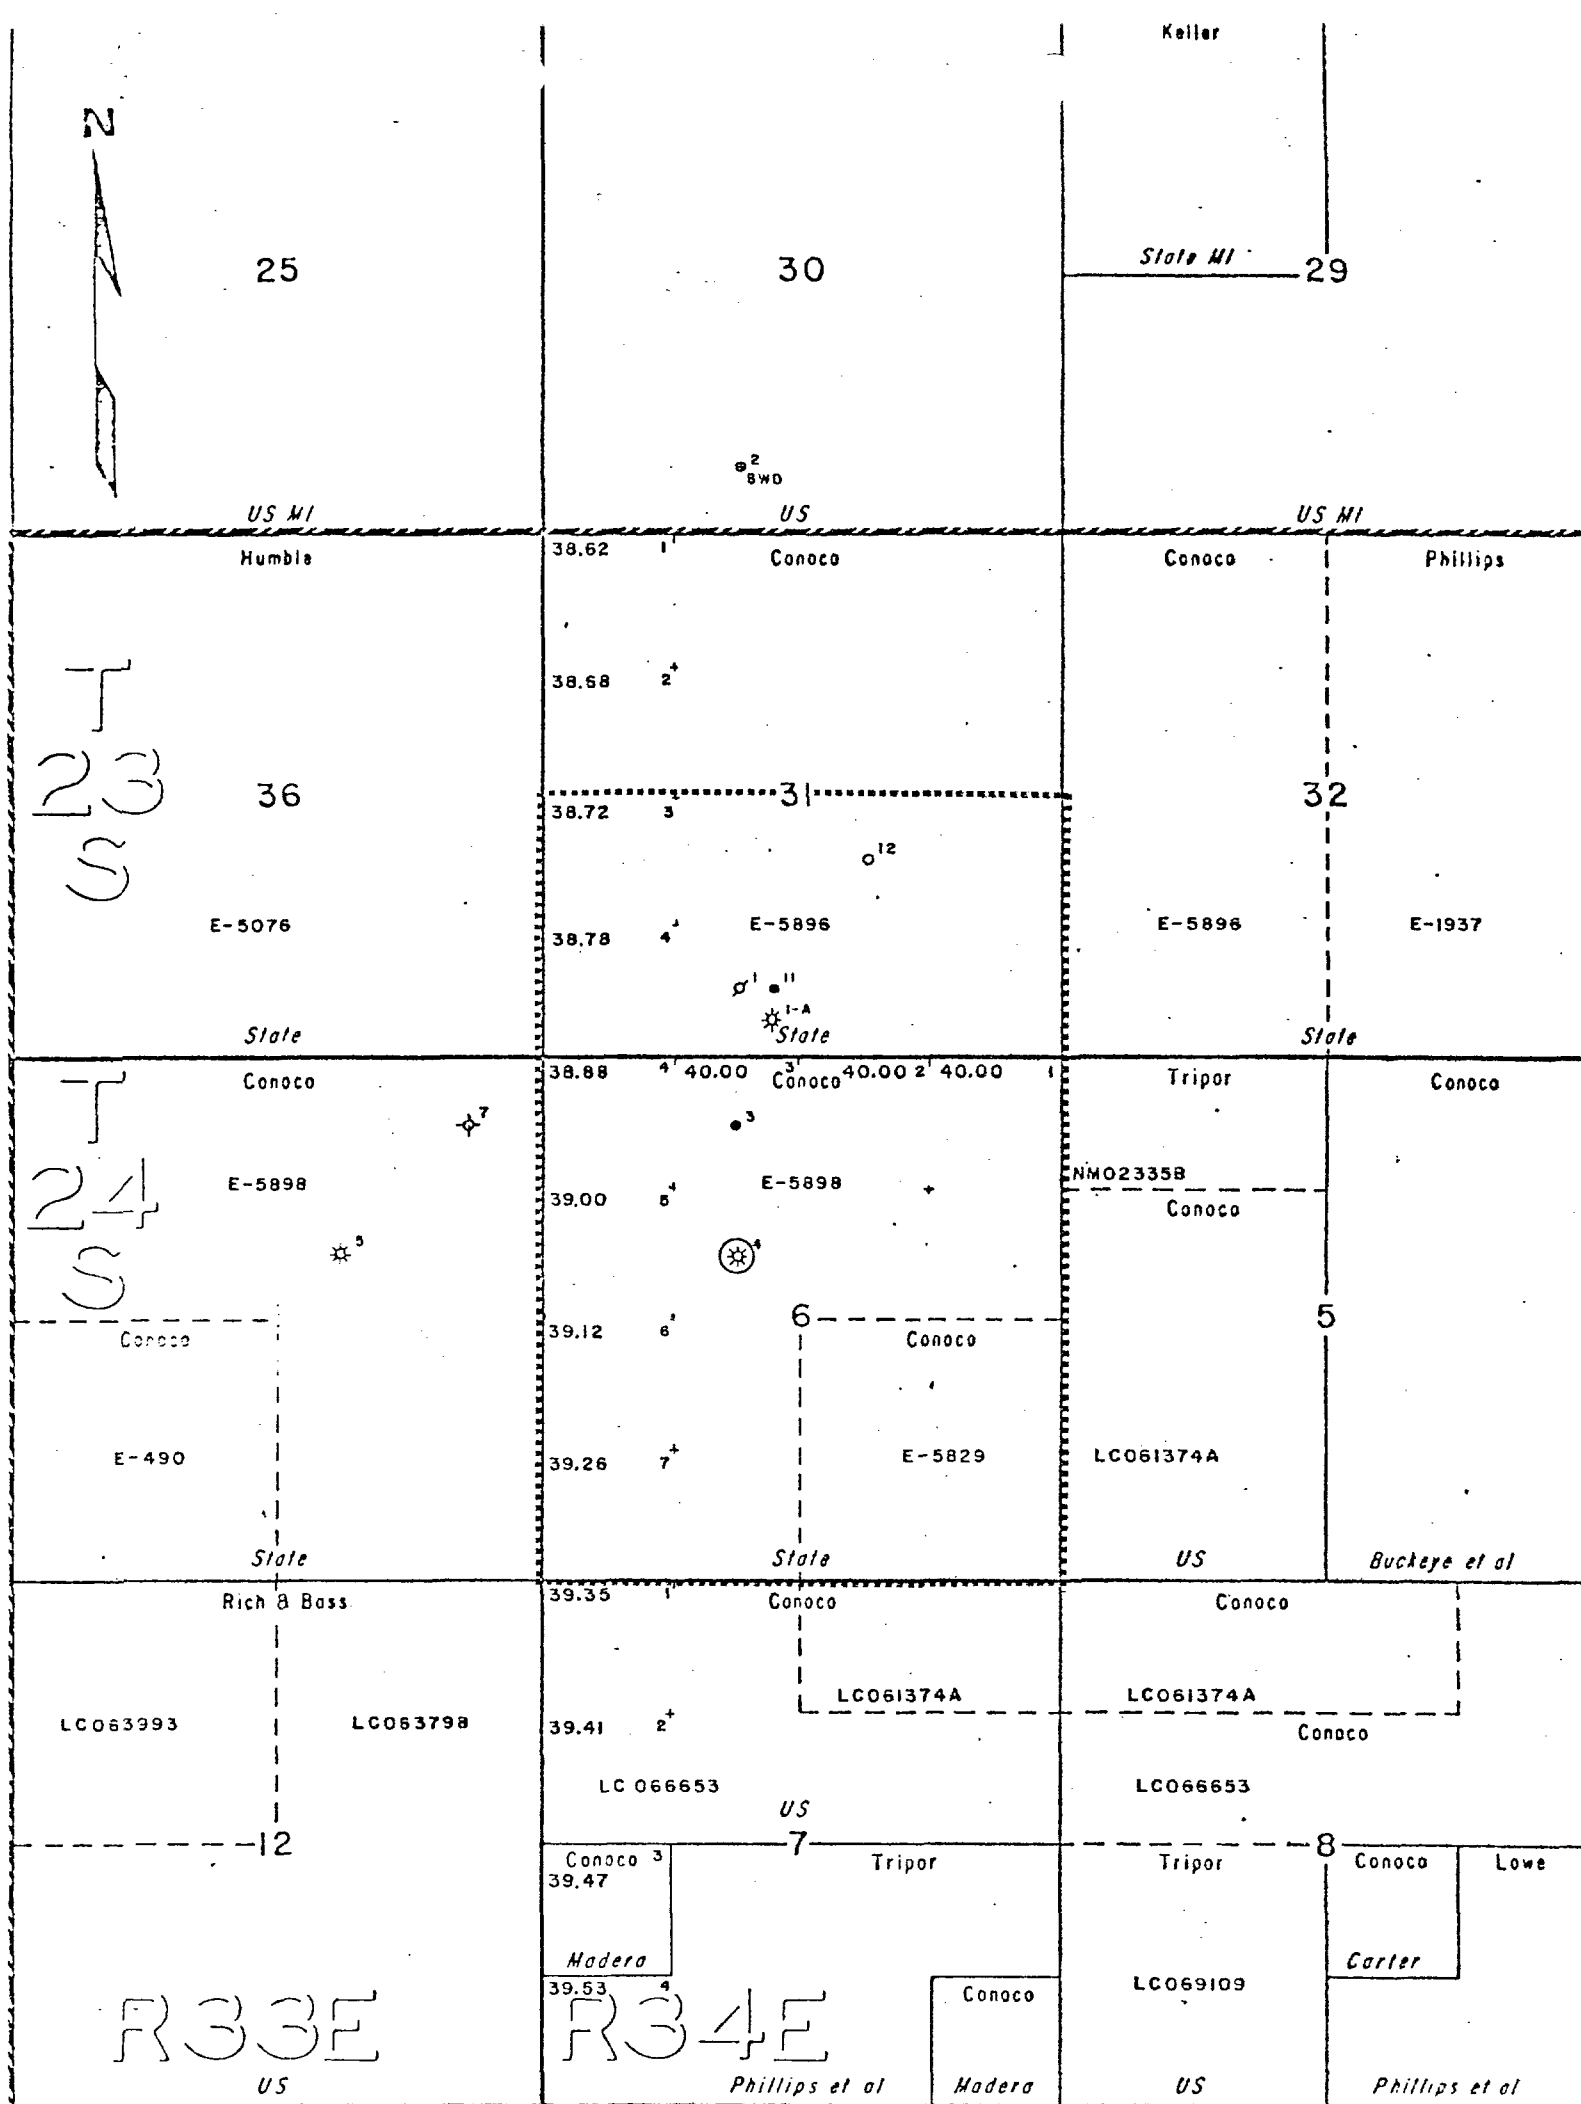 Keller
N
25
30
State MI
29
2
SWD
US MI
US
US MI
Humble
38.62
1
Conoco
Conoco
Phillips
38.58
2
T
23
S
36
31
32
38.72
3
12
E-5076
38.78
4
E-5896
E-5896
E-1937
1
11
1-A
State
State
State
T
24
S
Conoco
38.88
4
40.00
3
Conoco
40.00
2
40.00
1
Tripor
Conoco
7
3
E-5898
39.00
5
E-5898
NM02335B
Conoco
5
4
Conoco
39.12
6
6
Conoco
5
E-490
39.26
7
E-5829
LC061374A
State
State
US
Buckeye et al
Rich & Bass
39.35
1
Conoco
Conoco
LC061374A
LC061374A
LC063993
LC063798
39.41
2
Conoco
LC 066653
LC066653
US
12
7
8
Conoco
3
Tripor
Tripor
Conoco
Lowe
39.47
Madera
Carter
39.53
4
Conoco
LC069109
R33E
R34E
US
Phillips et al
Madera
US
Phillips et al